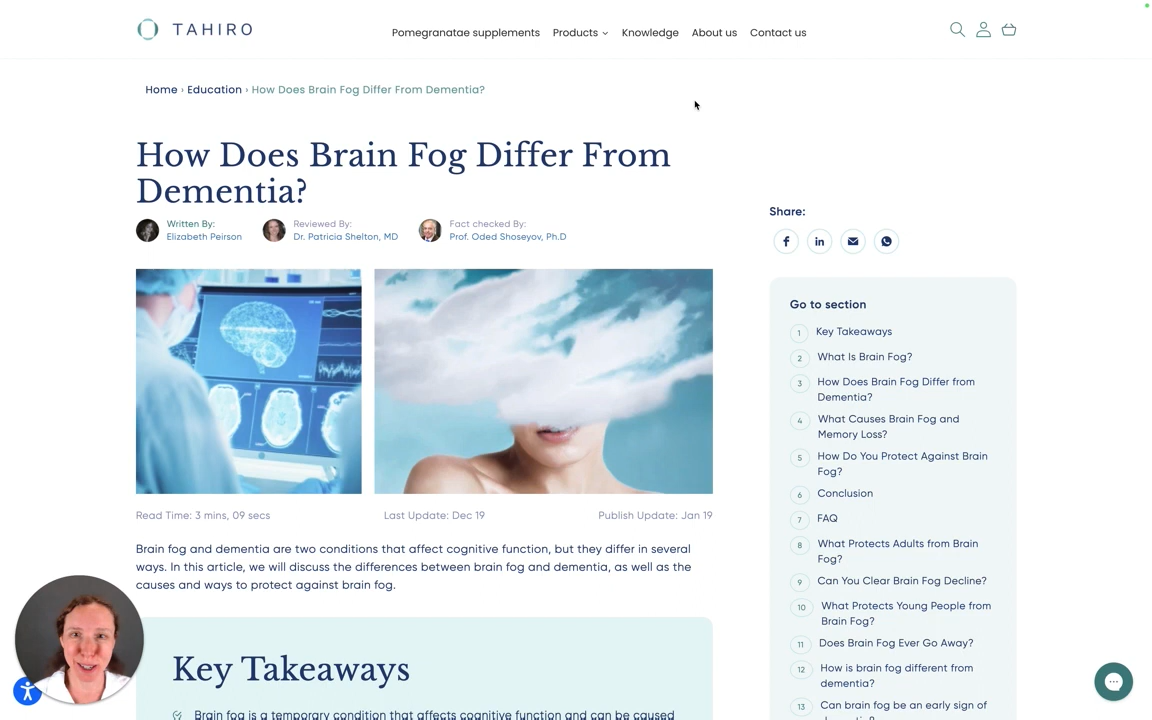 TAHIRO
Pomegranatae supplements
Products
Knowledge
About us
Contact us
Home › Education › How Does Brain Fog Differ From Dementia?
How Does Brain Fog Differ From
Dementia?
Written By:
Elizabeth Peirson
Reviewed By:
Dr. Patricia Shelton, MD
Fact checked By:
Prof. Oded Shoseyov, Ph.D
Read Time: 3 mins, 09 secs
Last Update: Dec 19
Publish Update: Jan 19
Brain fog and dementia are two conditions that affect cognitive function, but they differ in several
ways. In this article, we will discuss the differences between brain fog and dementia, as well as the
causes and ways to protect against brain fog.
Key Takeaways
Brain fog is a temporary condition that affects cognitive function and can be caused
Share:
f
in
Go to section
1 Key Takeaways
2 What Is Brain Fog?
3 How Does Brain Fog Differ from
Dementia?
4 What Causes Brain Fog and
Memory Loss?
5 How Do You Protect Against Brain
Fog?
6 Conclusion
7 FAQ
8 What Protects Adults from Brain
Fog?
9 Can You Clear Brain Fog Decline?
10 What Protects Young People from
Brain Fog?
11 Does Brain Fog Ever Go Away?
12 How is brain fog different from
dementia?
13 Can brain fog be an early sign of